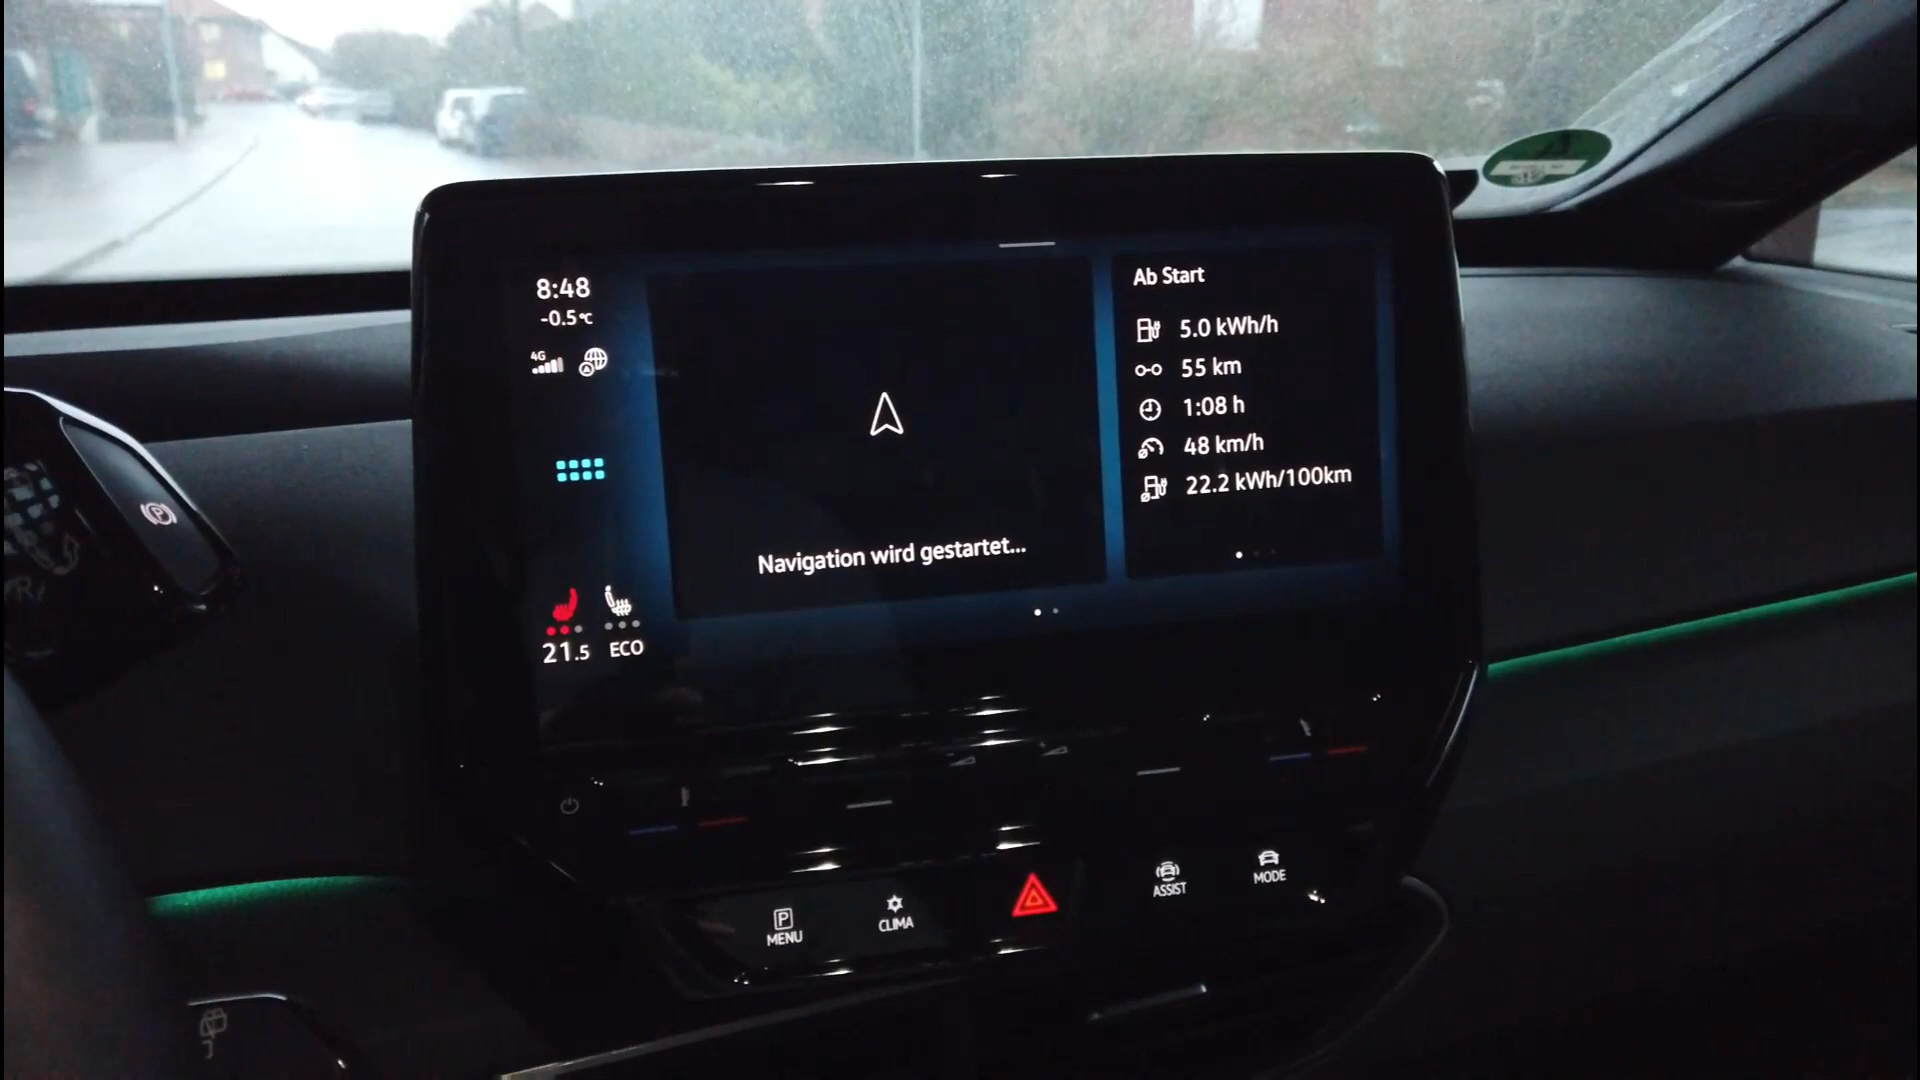 8:48
-0.5°C
4G
Ab Start
5.0 kWh/h
55 km
1:08 h
48 km/h
22.2 kWh/100km
Navigation wird gestartet...
21.5 ECO
P
MENU
CLIMA
ASSIST
MODE
P